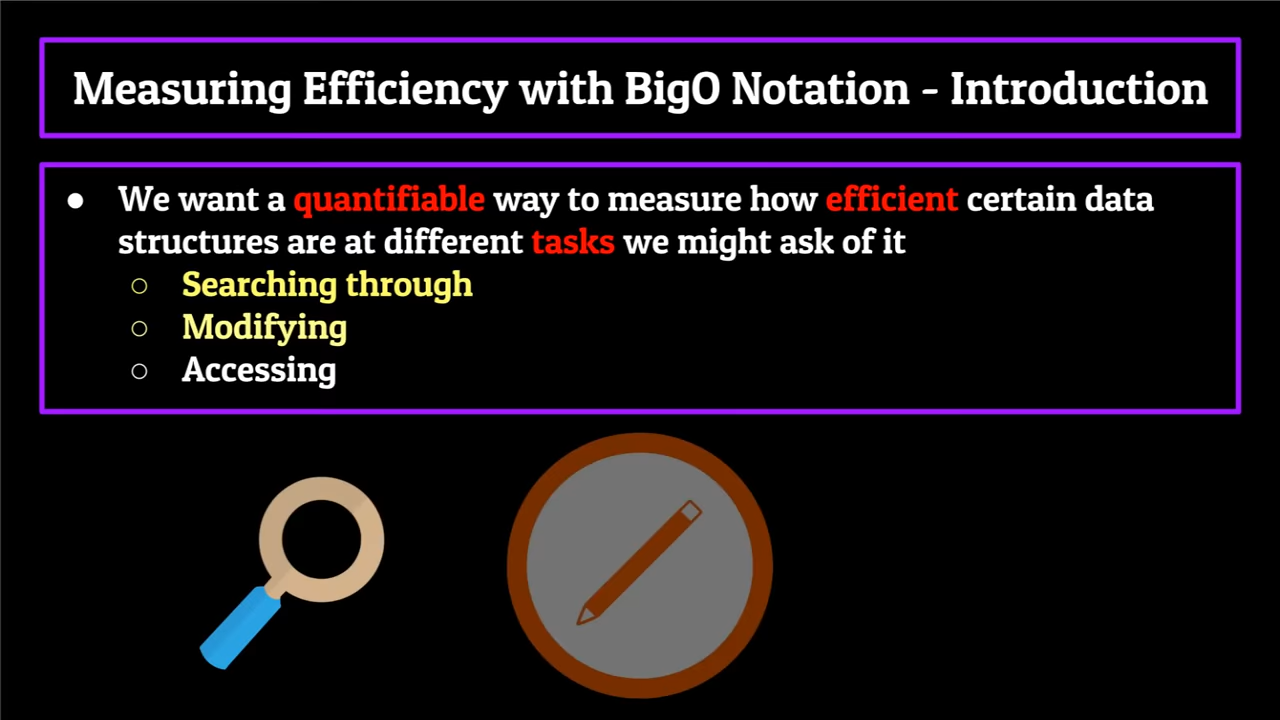 Measuring Efficiency with BigO Notation - Introduction
● We want a quantifiable way to measure how efficient certain data
structures are at different tasks we might ask of it
○ Searching through
○ Modifying
○ Accessing